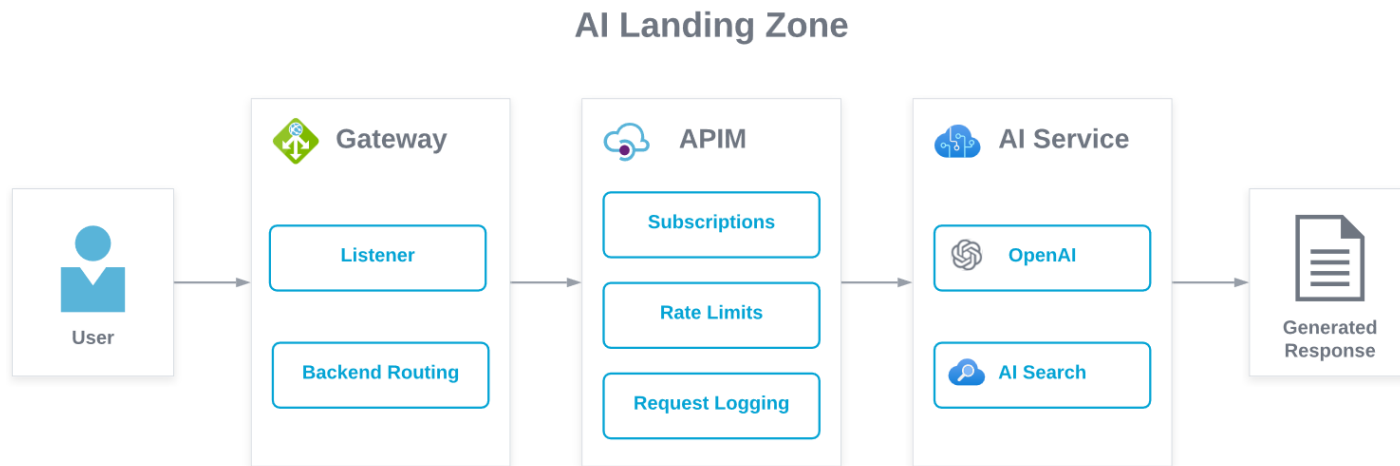 AI Landing Zone
User
Gateway
Listener
Backend Routing
APIM
Subscriptions
Rate Limits
Request Logging
AI Service
OpenAI
AI Search
Generated
Response